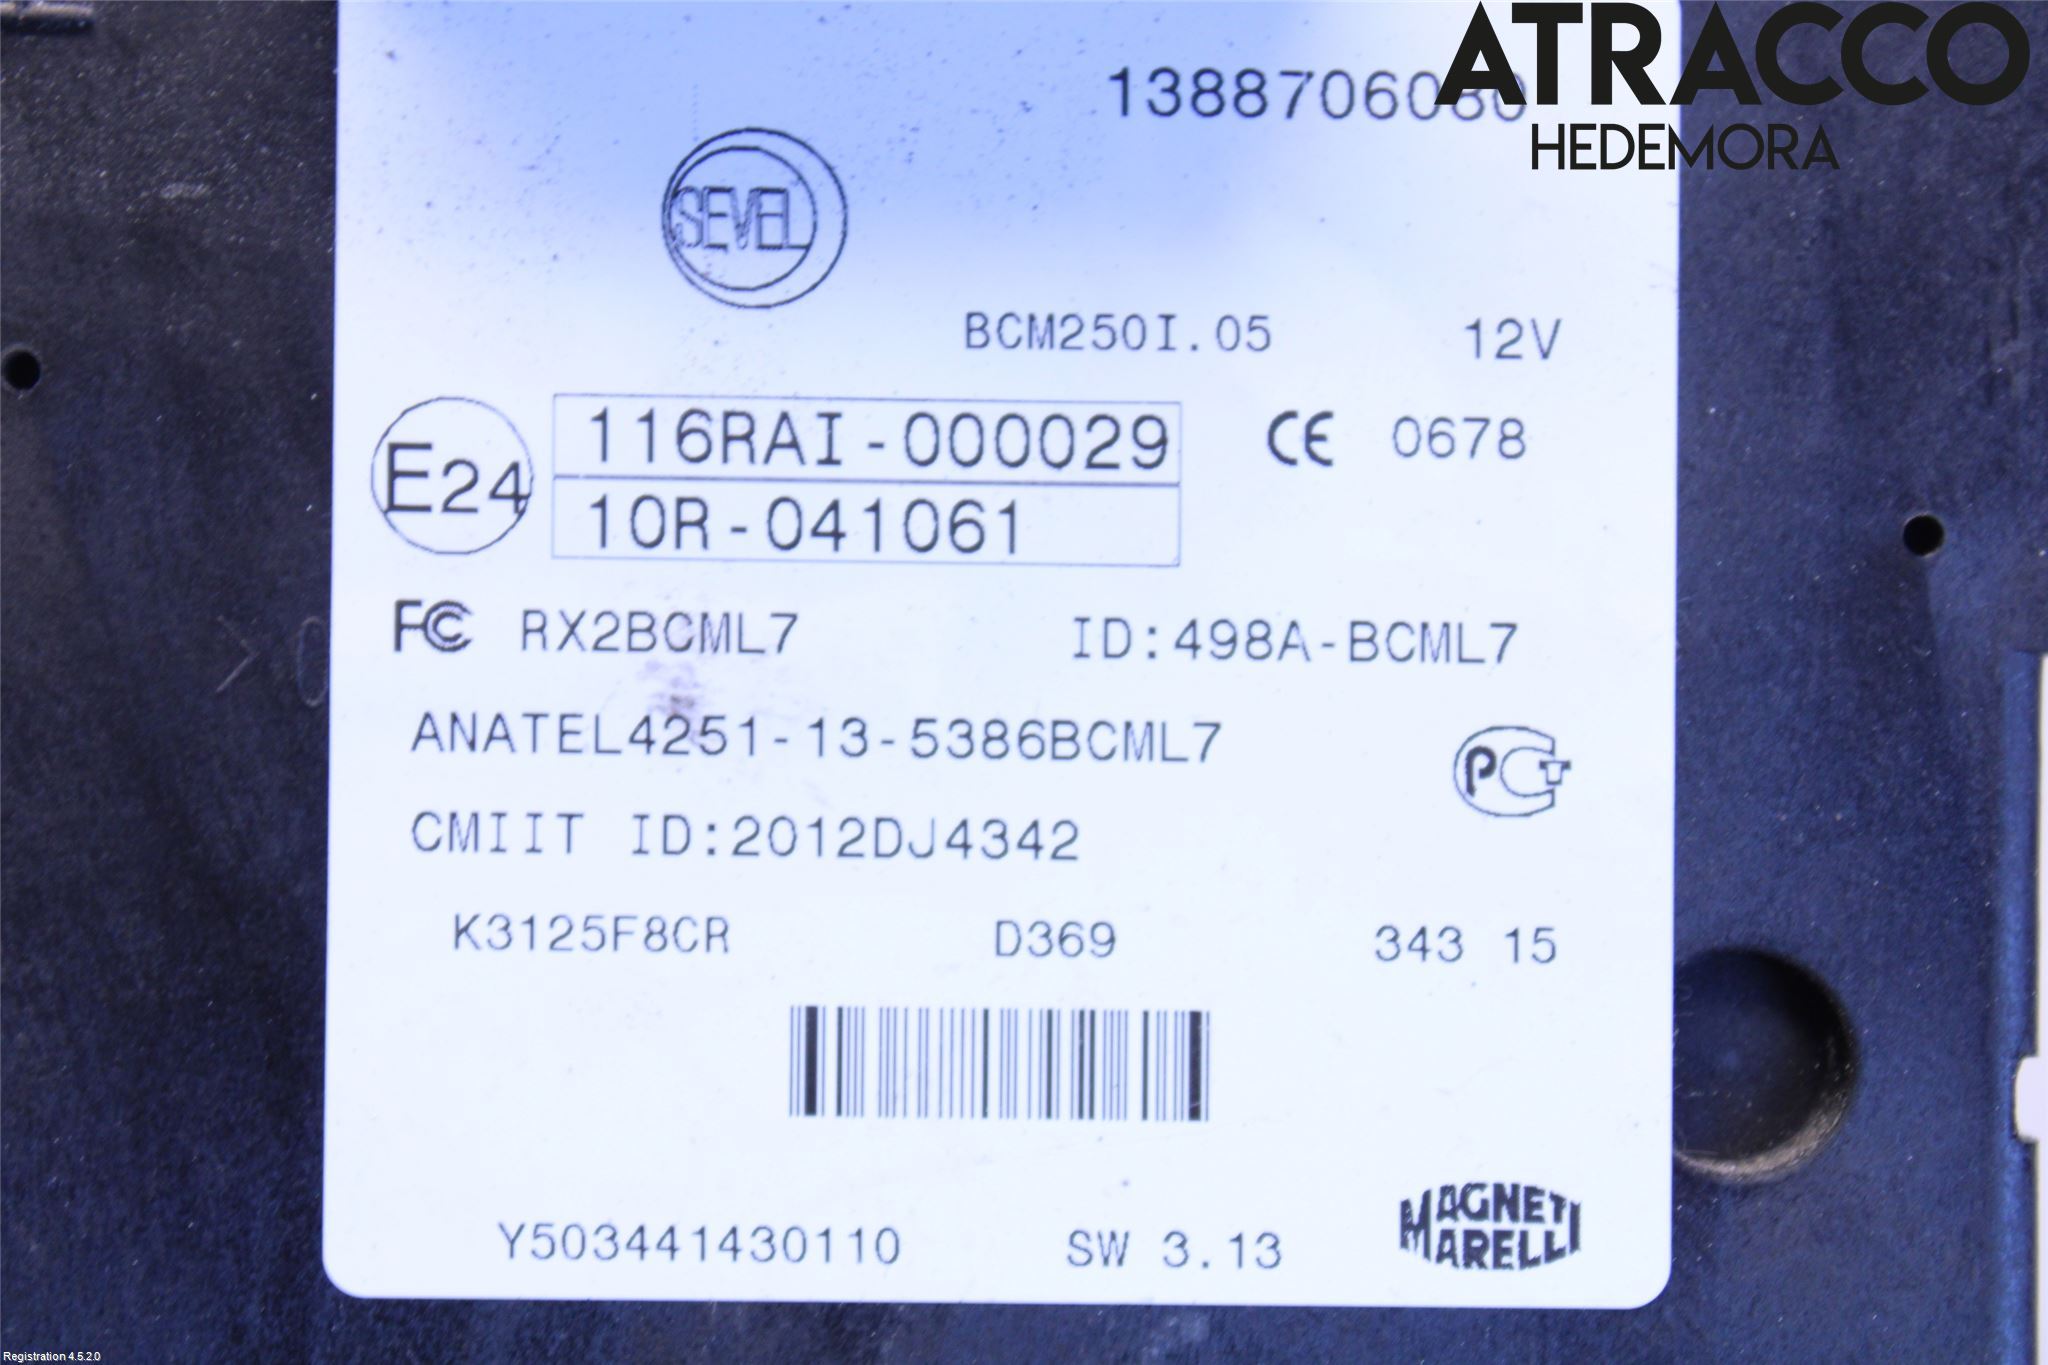 ATRACCO
HEDEMORA
1388706080
SEVEL
BCM250I.05 12V
E24 116RAI-000029 CE 0678
10R-041061
FC RX2BCML7 ID:498A-BCML7
ANATEL4251-13-5386BCML7
PCT
CMIIT ID:2012DJ4342
K3125F8CR D369 343 15
Y503441430110 SW 3.13
MAGNETI
MARELLI
Registration 4.5.2.0